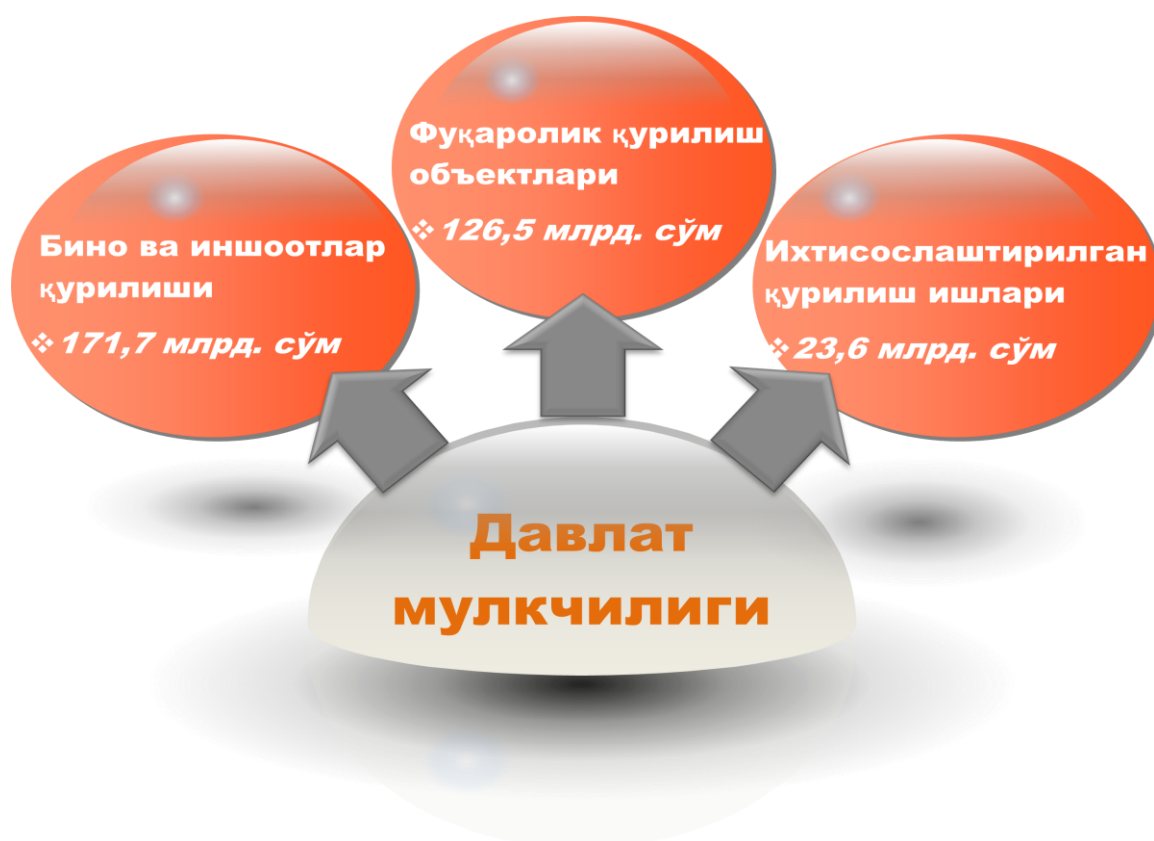 Бино ва иншоотлар
қурилиши
❖ 171,7 млрд. сўм
Фуқаролик қурилиш
объектлари
❖ 126,5 млрд. сўм
Ихтисослаштирилган
қурилиш ишлари
❖ 23,6 млрд. сўм
Давлат
мулкчилиги